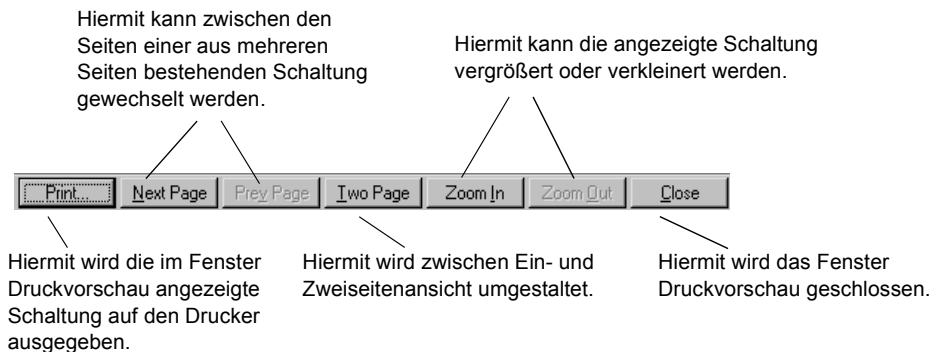 Hiermit kann zwischen den
Seiten einer aus mehreren
Seiten bestehenden Schaltung
gewechselt werden.
Hiermit kann die angezeigte Schaltung
vergrößert oder verkleinert werden.
Print... Next Page Prev Page Two Page Zoom In Zoom Out Close
Hiermit wird die im Fenster
Druckvorschau angezeigte
Schaltung auf den Drucker
ausgegeben.
Hiermit wird zwischen Ein- und
Zweiseitenansicht umgestaltet.
Hiermit wird das Fenster
Druckvorschau geschlossen.